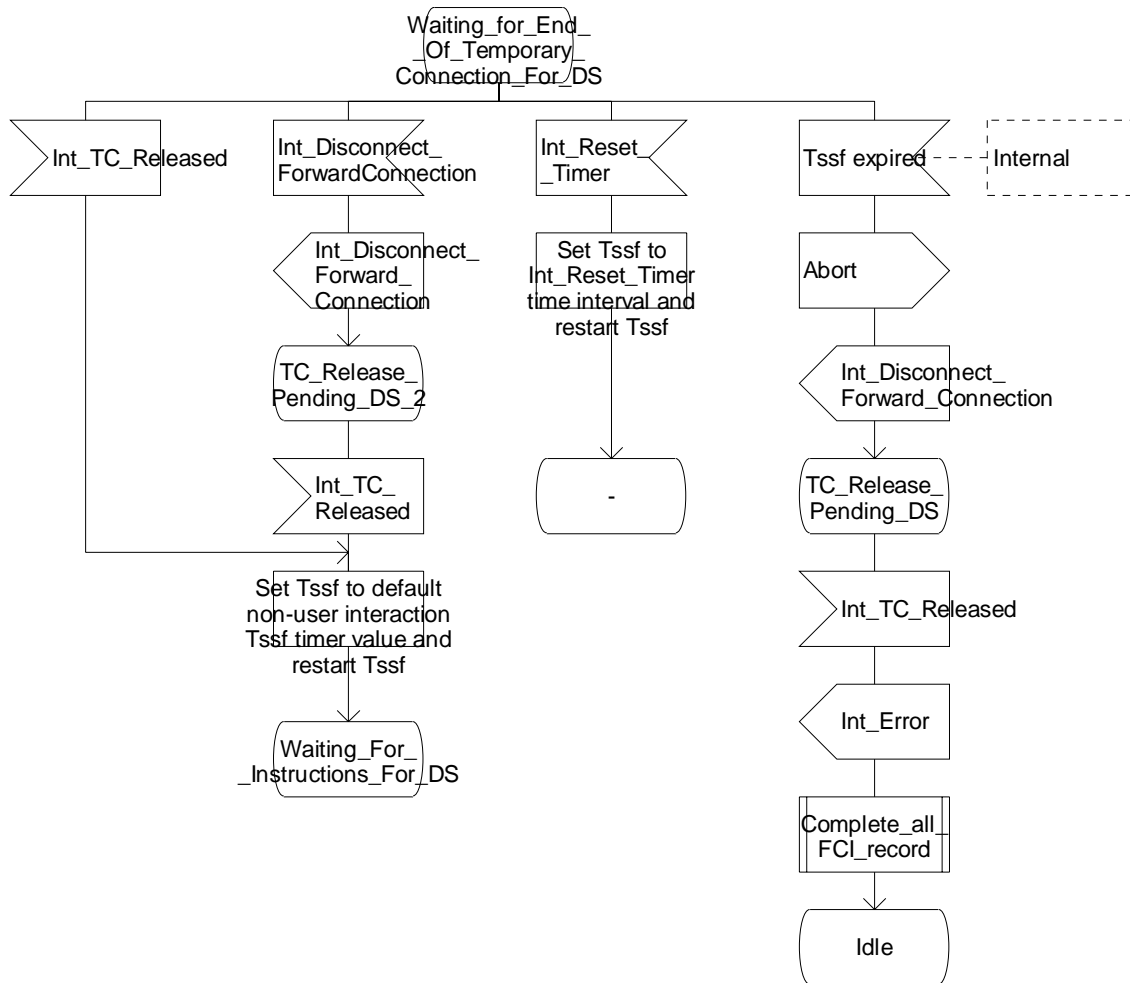 Waiting_for_End_
_Of_Temporary_
Connection_For_DS
Int_TC_Released
Int_Disconnect_
ForwardConnection
Int_Reset_
_Timer
Tssf expired
Internal
Int_Disconnect_
Forward_
Connection
Set Tssf to
Int_Reset_Timer
time interval and
restart Tssf
Abort
TC_Release_
Pending_DS_2
Int_Disconnect_
Forward_Connection
Int_TC_
Released
-
TC_Release_
Pending_DS
Set Tssf to default
non-user interaction
Tssf timer value and
restart Tssf
Int_TC_Released
Waiting_For_
_Instructions_For_DS
Int_Error
Complete_all_
FCI_record
Idle